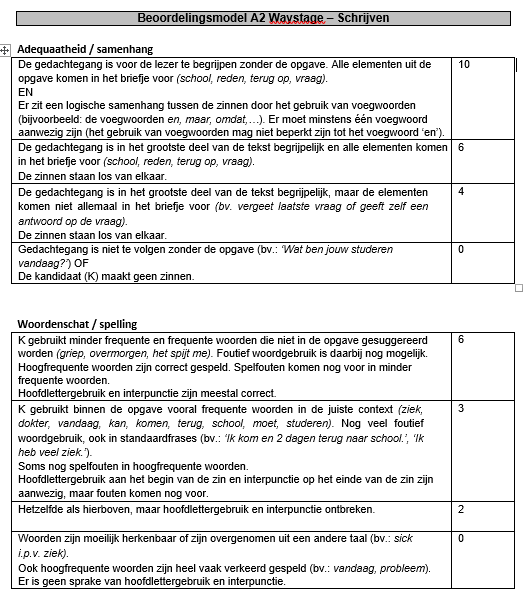 Beoordelingsmodel A2 Waystage – Schrijven
Adequaatheid / samenhang
De gedachtegang is voor de lezer te begrijpen zonder de opgave. Alle elementen uit de
opgave komen in het briefje voor (school, reden, terug op, vraag).
EN
Er zit een logische samenhang tussen de zinnen door het gebruik van voegwoorden
(bijvoorbeeld: de voegwoorden en, maar, omdat,…). Er moet minstens één voegwoord
aanwezig zijn (het gebruik van voegwoorden mag niet beperkt zijn tot het voegwoord 'en').
10
De gedachtegang is in het grootste deel van de tekst begrijpelijk en alle elementen komen
in het briefje voor (school, reden, terug op, vraag).
De zinnen staan los van elkaar.
6
De gedachtegang is in het grootste deel van de tekst begrijpelijk, maar de elementen
komen niet allemaal in het briefje voor (bv. vergeet laatste vraag of geeft zelf een
antwoord op de vraag).
De zinnen staan los van elkaar.
4
Gedachtegang is niet te volgen zonder de opgave (bv.: 'Wat ben jouw studeren
vandaag?') OF
De kandidaat (K) maakt geen zinnen.
0
Woordenschat / spelling
K gebruikt minder frequente en frequente woorden die niet in de opgave gesuggereerd
worden (griep, overmorgen, het spijt me). Foutief woordgebruik is daarbij nog mogelijk.
Hoogfrequente woorden zijn correct gespeld. Spelfouten komen nog voor in minder
frequente woorden.
Hoofdlettergebruik en interpunctie zijn meestal correct.
6
K gebruikt binnen de opgave vooral frequente woorden in de juiste context (ziek,
dokter, vandaag, kan, komen, terug, school, moet, studeren). Nog veel foutief
woordgebruik, ook in standaardfrases (bv.: 'Ik kom en 2 dagen terug naar school.', 'Ik
heb veel ziek.').
Soms nog spelfouten in hoogfrequente woorden.
Hoofdlettergebruik aan het begin van de zin en interpunctie op het einde van de zin zijn
aanwezig, maar fouten komen nog voor.
3
Hetzelfde als hierboven, maar hoofdlettergebruik en interpunctie ontbreken.
2
Woorden zijn moeilijk herkenbaar of zijn overgenomen uit een andere taal (bv.: sick
i.p.v. ziek).
Ook hoogfrequente woorden zijn heel vaak verkeerd gespeld (bv.: vandaag, probleem).
Er is geen sprake van hoofdlettergebruik en interpunctie.
0